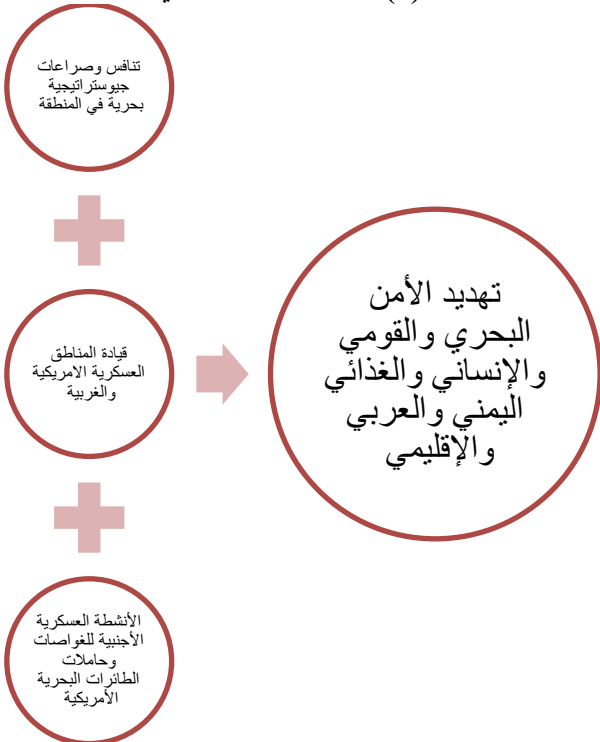 تنافس وصراعات
جيوستراتيجية
بحرية في المنطقة
قيادة المناطق
العسكرية الامريكية
والغربية
الأنشطة العسكرية
الأجنبية للغواصات
وحاملات
الطائرات البحرية
الأمريكية
تهديد الأمن
البحري والقومي
والإنساني والغذائي
اليمني والعربي
والإقليمي